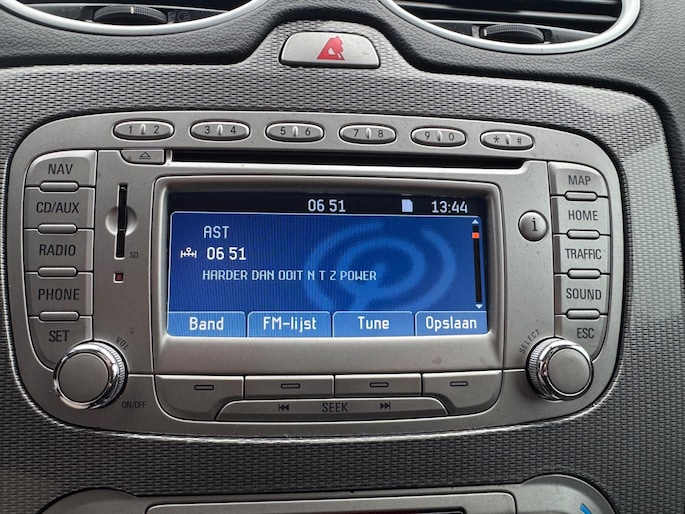 1 2 3 4 5 6 7 8 9 0 * #
NAV
CD/AUX
RADIO
PHONE
SET
SD
VOL
ON/OFF
06 51 13:44
AST
06 51
HARDER DAN OOIT N T 2 POWER
Band FM-lijst Tune Opslaan
SEEK
i
MAP
HOME
TRAFFIC
SOUND
ESC
SELECT